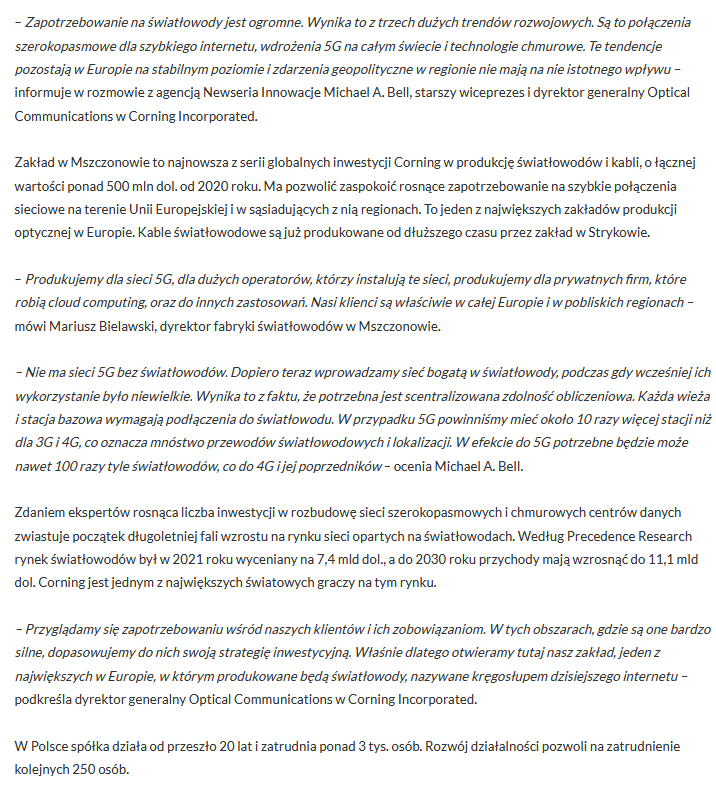 – Zapotrzebowanie na światłowody jest ogromne. Wynika to z trzech dużych trendów rozwojowych. Są to połączenia
szerokopasmowe dla szybkiego internetu, wdrożenia 5G na całym świecie i technologie chmurowe. Te tendencje
pozostają w Europie na stabilnym poziomie i zdarzenia geopolityczne w regionie nie mają na nie istotnego wpływu –
informuje w rozmowie z agencją Newseria Innowacje Michael A. Bell, starszy wiceprezes i dyrektor generalny Optical
Communications w Corning Incorporated.
Zakład w Mszczonowie to najnowsza z serii globalnych inwestycji Corning w produkcję światłowodów i kabli, o łącznej
wartości ponad 500 mln dol. od 2020 roku. Ma pozwolić zaspokoić rosnące zapotrzebowanie na szybkie połączenia
sieciowe na terenie Unii Europejskiej i w sąsiadujących z nią regionach. To jeden z największych zakładów produkcji
optycznej w Europie. Kable światłowodowe są już produkowane od dłuższego czasu przez zakład w Strykowie.
– Produkujemy dla sieci 5G, dla dużych operatorów, którzy instalują te sieci, produkujemy dla prywatnych firm, które
robią cloud computing, oraz do innych zastosowań. Nasi klienci są właściwie w całej Europie i w pobliskich regionach –
mówi Mariusz Bielawski, dyrektor fabryki światłowodów w Mszczonowie.
– Nie ma sieci 5G bez światłowodów. Dopiero teraz wprowadzamy sieć bogatą w światłowody, podczas gdy wcześniej ich
wykorzystanie było niewielkie. Wynika to z faktu, że potrzebna jest scentralizowana zdolność obliczeniowa. Każda wieża
i stacja bazowa wymagają podłączenia do światłowodu. W przypadku 5G powinniśmy mieć około 10 razy więcej stacji niż
dla 3G i 4G, co oznacza mnóstwo przewodów światłowodowych i lokalizacji. W efekcie do 5G potrzebne będzie może
nawet 100 razy tyle światłowodów, co do 4G i jej poprzedników – ocenia Michael A. Bell.
Zdaniem ekspertów rosnąca liczba inwestycji w rozbudowę sieci szerokopasmowych i chmurowych centrów danych
zwiastuje początek długoletniej fali wzrostu na rynku sieci opartych na światłowodach. Według Precedence Research
rynek światłowodów był w 2021 roku wyceniany na 7,4 mld dol., a do 2030 roku przychody mają wzrosnąć do 11,1 mld
dol. Corning jest jednym z największych światowych graczy na tym rynku.
– Przyglądamy się zapotrzebowaniu wśród naszych klientów i ich zobowiązaniom. W tych obszarach, gdzie są one bardzo
silne, dopasowujemy do nich swoją strategię inwestycyjną. Właśnie dlatego otwieramy tutaj nasz zakład, jeden z
największych w Europie, w którym produkowane będą światłowody, nazywane kręgosłupem dzisiejszego internetu –
podkreśla dyrektor generalny Optical Communications w Corning Incorporated.
W Polsce spółka działa od przeszło 20 lat i zatrudnia ponad 3 tys. osób. Rozwój działalności pozwoli na zatrudnienie
kolejnych 250 osób.